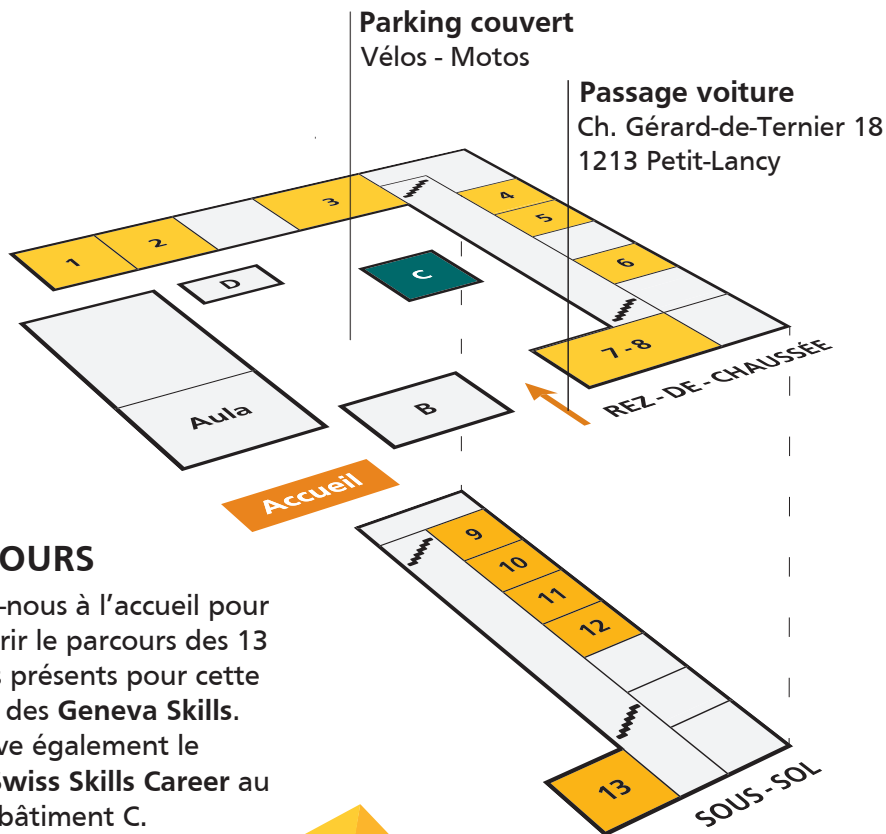 Parking couvert
Vélos - Motos
Passage voiture
Ch. Gérard-de-Ternier 18
1213 Petit-Lancy
1
2
3
4
5
6
7-8
D
C
B
Aula
REZ-DE-CHAUSSÉE
Accueil
9
10
11
12
13
SOUS-SOL
OURS
-nous à l’accueil pour
rir le parcours des 13
s présents pour cette
des Geneva Skills.
ve également le
Swiss Skills Career au
bâtiment C.